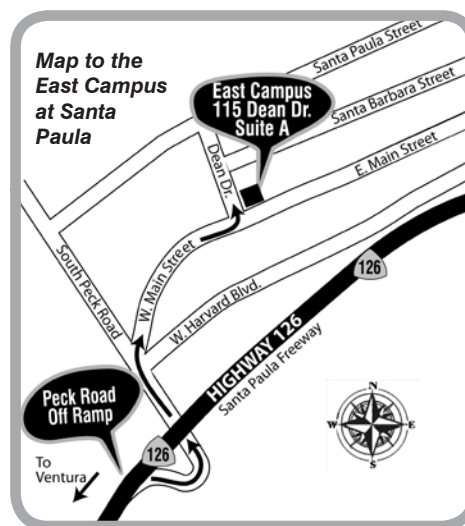 Map to the
East Campus
at Santa
Paula
Santa Paula Street
East Campus
115 Dean Dr.
Suite A
Santa Barbara Street
Dean Dr.
E. Main Street
South Peck Road
W. Main Street
W. Harvard Blvd.
126
HIGHWAY 126
Santa Paula Freeway
Peck Road
Off Ramp
126
To
Ventura
N
W
E
S